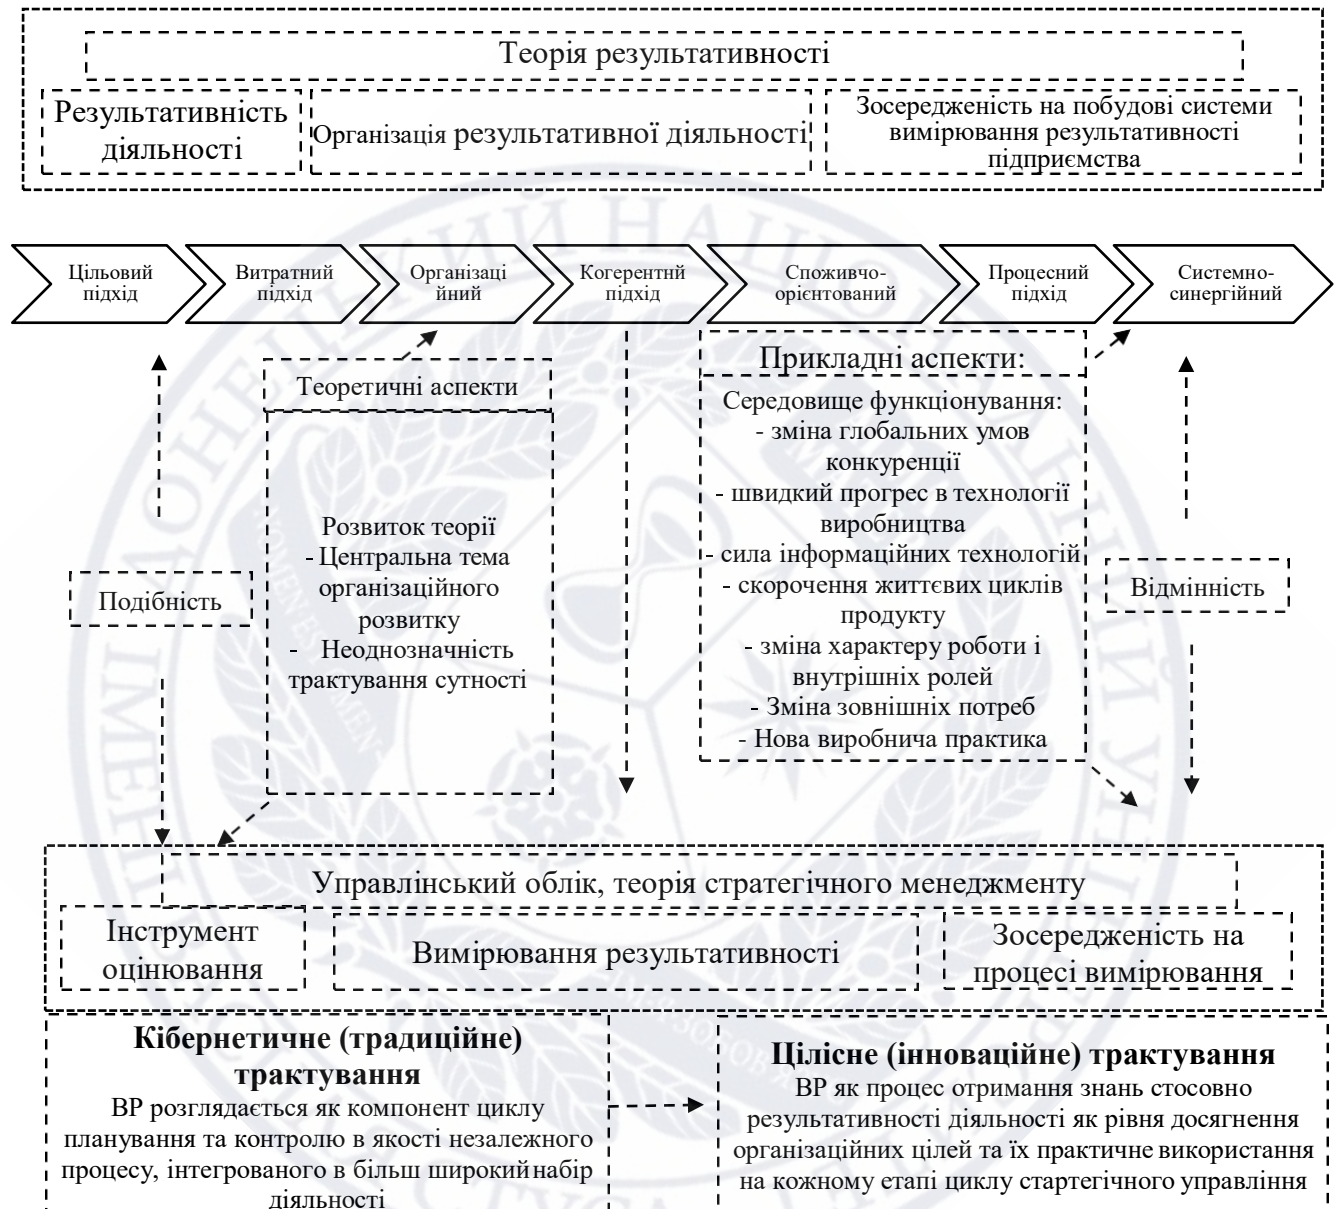 Теорія результативності
Результативність
діяльності
Організація результативної діяльності
Зосередженість на побудові системи
вимірювання результативності
підприємства
Цільовий
підхід
Витратний
підхід
Організаці
йний
Когерентнй
підхід
Споживчо-
орієнтований
Процесний
підхід
Системно-
синергійний
Теоретичні аспекти
Розвиток теорії
- Центральна тема
організаційного
розвитку
- Неоднозначність
трактування сутності
Прикладні аспекти:
Середовище функціонування:
- зміна глобальних умов
конкуренції
- швидкий прогрес в технології
виробництва
- сила інформаційних технологій
- скорочення життєвих циклів
продукту
- зміна характеру роботи і
внутрішніх ролей
- Зміна зовнішніх потреб
- Нова виробнича практика
Подібність
Відмінність
Управлінський облік, теорія стратегічного менеджменту
Інструмент
оцінювання
Вимірювання результативності
Зосередженість на
процесі вимірювання
Кібернетичне (традиційне)
трактування
ВР розглядається як компонент циклу
планування та контролю в якості незалежного
процесу, інтегрованого в більш широкий набір
діяльності
Цілісне (інноваційне) трактування
ВР як процес отримання знань стосовно
результативності діяльності як рівня досягнення
організаційних цілей та їх практичне використання
на кожному етапі циклу стартегічного управління